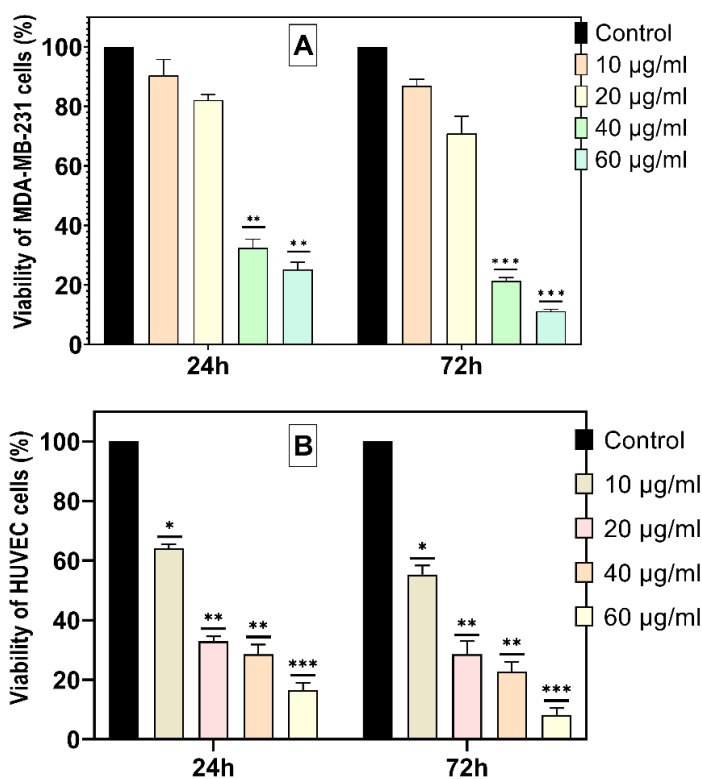 A
Viability of MDA-MB-231 cells (%)
100
80
60
40
20
0
** ** *** ***
24h 72h
Control
10 µg/ml
20 µg/ml
40 µg/ml
60 µg/ml
B
Viability of HUVEC cells (%)
100
80
60
40
20
0
* ** ** *** * ** ** ***
24h 72h
Control
10 µg/ml
20 µg/ml
40 µg/ml
60 µg/ml